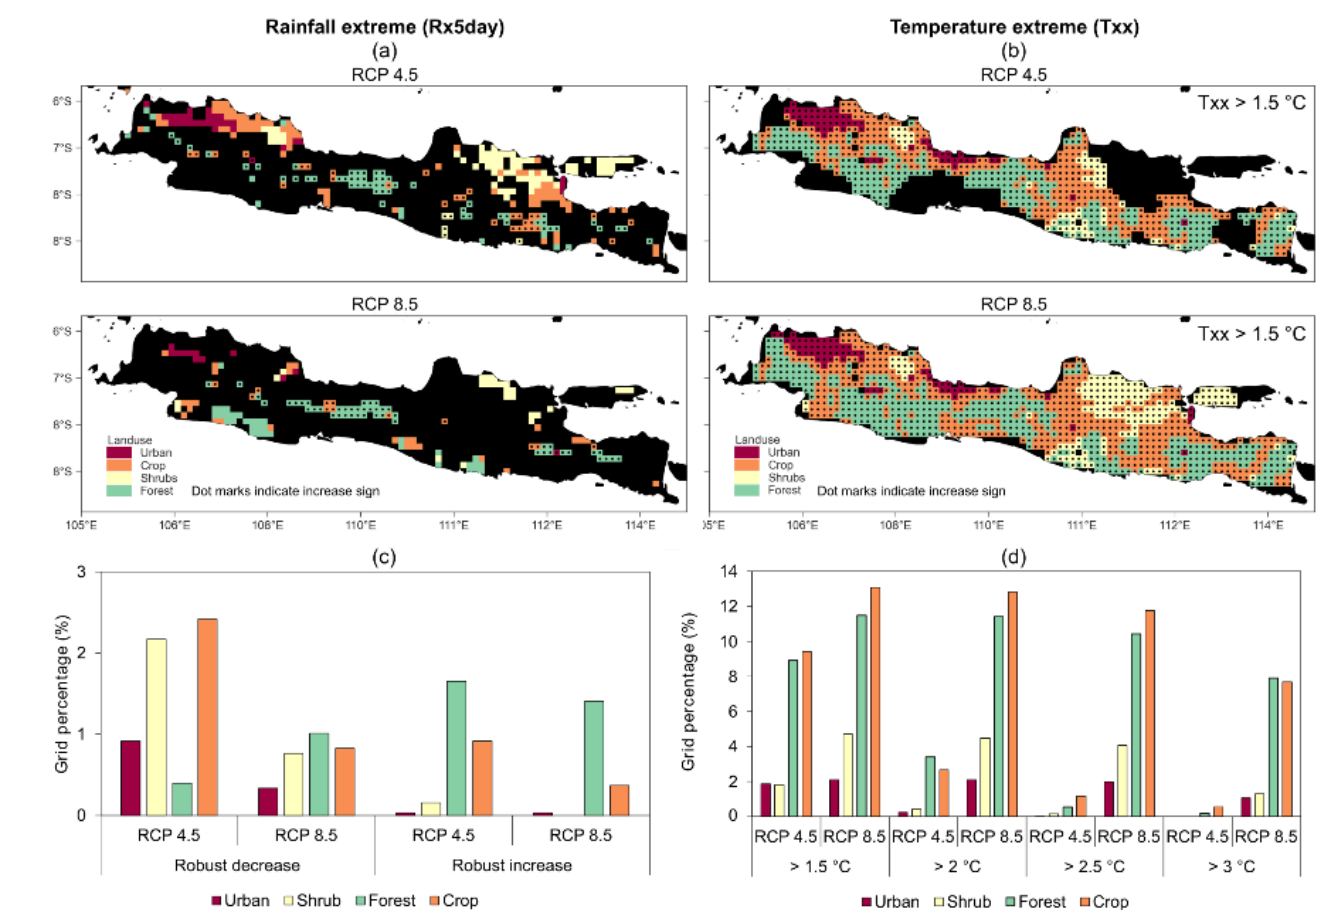 Rainfall extreme (Rx5day)
(a)
RCP 4.5
6°S
7°S
8°S
8°S
RCP 8.5
6°S
7°S
8°S
8°S
Landuse
Urban
Crop
Shrubs
Forest Dot marks indicate increase sign
105°E 106°E 108°E 110°E 111°E 112°E 114°E
Temperature extreme (Txx)
(b)
RCP 4.5
Txx > 1.5 °C
RCP 8.5
Txx > 1.5 °C
Landuse
Urban
Crop
Shrubs
Forest Dot marks indicate increase sign
)5°E 106°E 108°E 110°E 111°E 112°E 114°E
(c)
Grid percentage (%)
3
2
1
0
RCP 4.5 RCP 8.5 RCP 4.5 RCP 8.5
Robust decrease Robust increase
Urban Shrub Forest Crop
(d)
Grid percentage (%)
14
12
10
8
6
4
2
0
RCP 4.5 RCP 8.5 RCP 4.5 RCP 8.5 RCP 4.5 RCP 8.5 RCP 4.5 RCP 8.5
> 1.5 °C > 2 °C > 2.5 °C > 3 °C
Urban Shrub Forest Crop